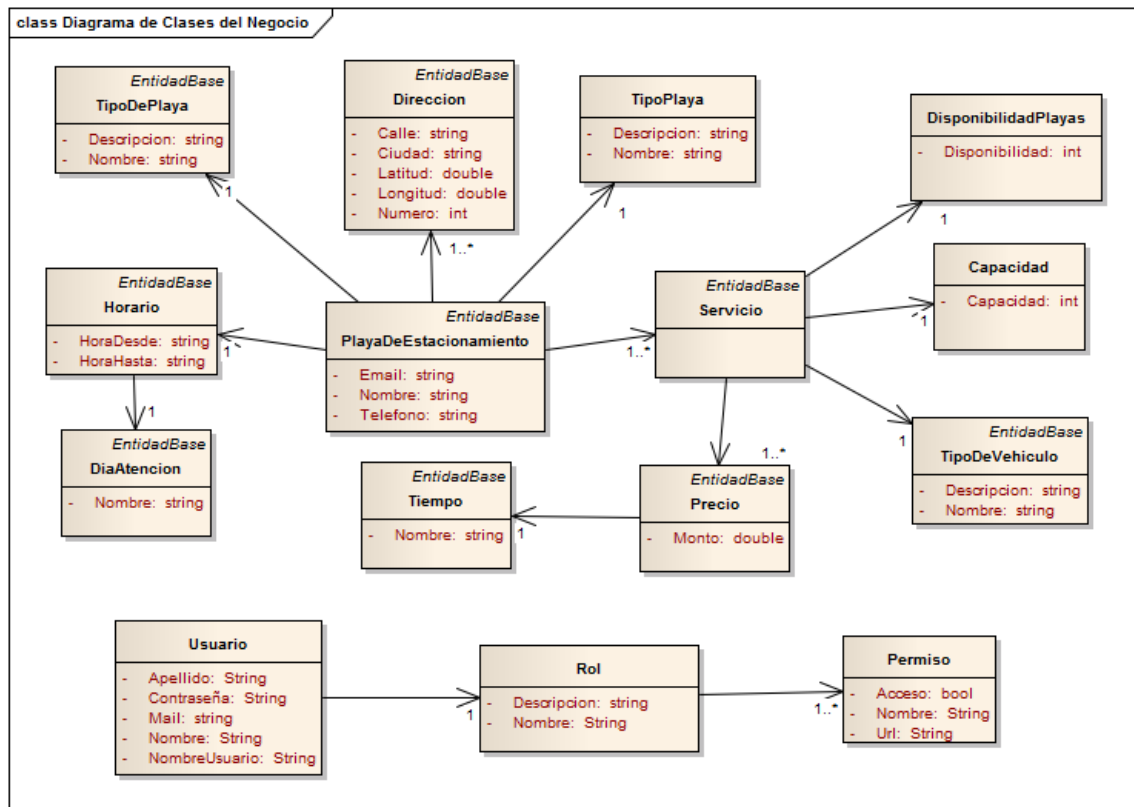 class Diagrama de Clases del Negocio
EntidadBase
TipoDePlaya
- Descripcion: string
- Nombre: string
EntidadBase
Direccion
- Calle: string
- Ciudad: string
- Latitud: double
- Longitud: double
- Numero: int
EntidadBase
TipoPlaya
- Descripcion: string
- Nombre: string
DisponibilidadPlayas
- Disponibilidad: int
1
1..*
1
1
EntidadBase
Horario
- HoraDesde: string
- HoraHasta: string
EntidadBase
PlayaDeEstacionamiento
- Email: string
- Nombre: string
- Telefono: string
EntidadBase
Servicio
Capacidad
- Capacidad: int
1
1..*
1
1
1
1..*
EntidadBase
DiaAtencion
- Nombre: string
EntidadBase
Tiempo
- Nombre: string
1
EntidadBase
Precio
- Monto: double
EntidadBase
TipoDeVehiculo
- Descripcion: string
- Nombre: string
Usuario
- Apellido: String
- Contraseña: String
- Mail: string
- Nombre: String
- NombreUsuario: String
1
Rol
- Descripcion: string
- Nombre: String
1..*
Permiso
- Acceso: bool
- Nombre: String
- Url: String